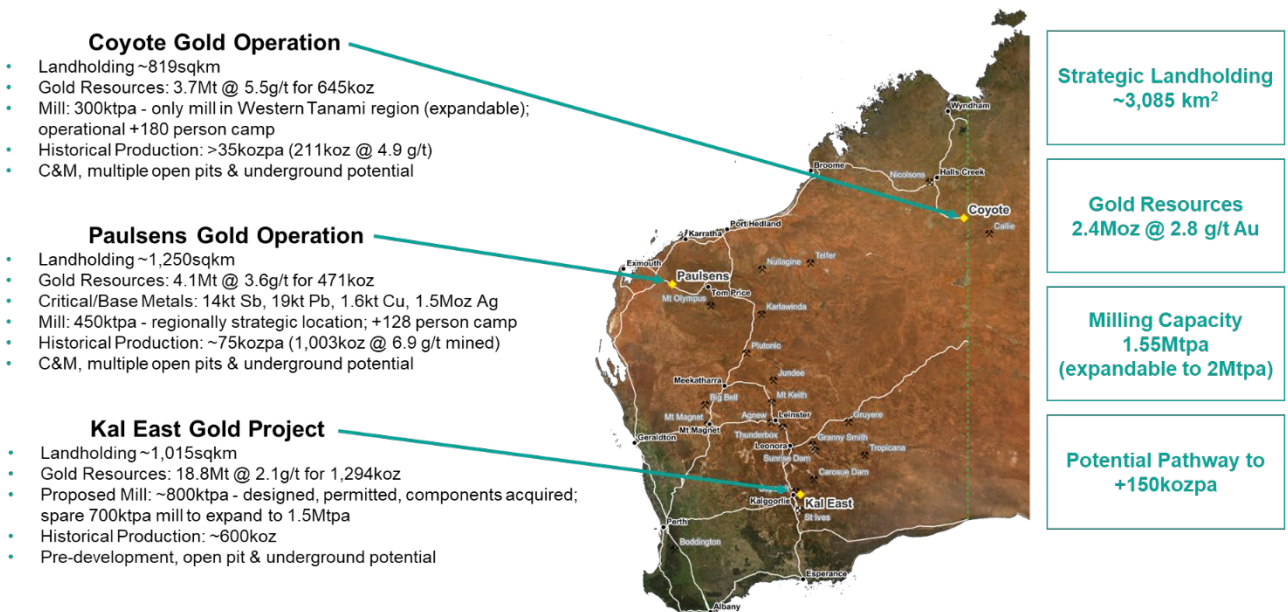 Coyote Gold Operation
• Landholding ~819sqkm
• Gold Resources: 3.7Mt @ 5.5g/t for 645koz
• Mill: 300ktpa - only mill in Western Tanami region (expandable);
operational +180 person camp
• Historical Production: >35kozpa (211koz @ 4.9 g/t)
• C&M, multiple open pits & underground potential
Paulsens Gold Operation
• Landholding ~1,250sqkm
• Gold Resources: 4.1Mt @ 3.6g/t for 471koz
• Critical/Base Metals: 14kt Sb, 19kt Pb, 1.6kt Cu, 1.5Moz Ag
• Mill: 450ktpa - regionally strategic location; +128 person camp
• Historical Production: ~75kozpa (1,003koz @ 6.9 g/t mined)
• C&M, multiple open pits & underground potential
Kal East Gold Project
• Landholding ~1,015sqkm
• Gold Resources: 18.8Mt @ 2.1g/t for 1,294koz
• Proposed Mill: ~800ktpa - designed, permitted, components acquired;
spare 700ktpa mill to expand to 1.5Mtpa
• Historical Production: ~600koz
• Pre-development, open pit & underground potential
Wyndham
Broome
Nicolsons
Halls Creek
Coyote
Callie
Port Hedland
Karratha
Exmouth
Nullagine
Telfer
Paulsens
Tom Price
Mt Olympus
Karlawinda
Plutonic
Jundee
Meekatharra
Big Bell
Mt Keith
Mt Magnet
Agnew
Leinster
Gruyere
Mt Magnet
Geraldton
Thunderbox
Leonora
Granny Smith
Tropicana
Sunrise Dam
Carosue Dam
Kalgoorlie
Kal East
St Ives
Perth
Boddington
Esperance
Albany
Strategic Landholding
~3,085 km²
Gold Resources
2.4Moz @ 2.8 g/t Au
Milling Capacity
1.55Mtpa
(expandable to 2Mtpa)
Potential Pathway to
+150kozpa